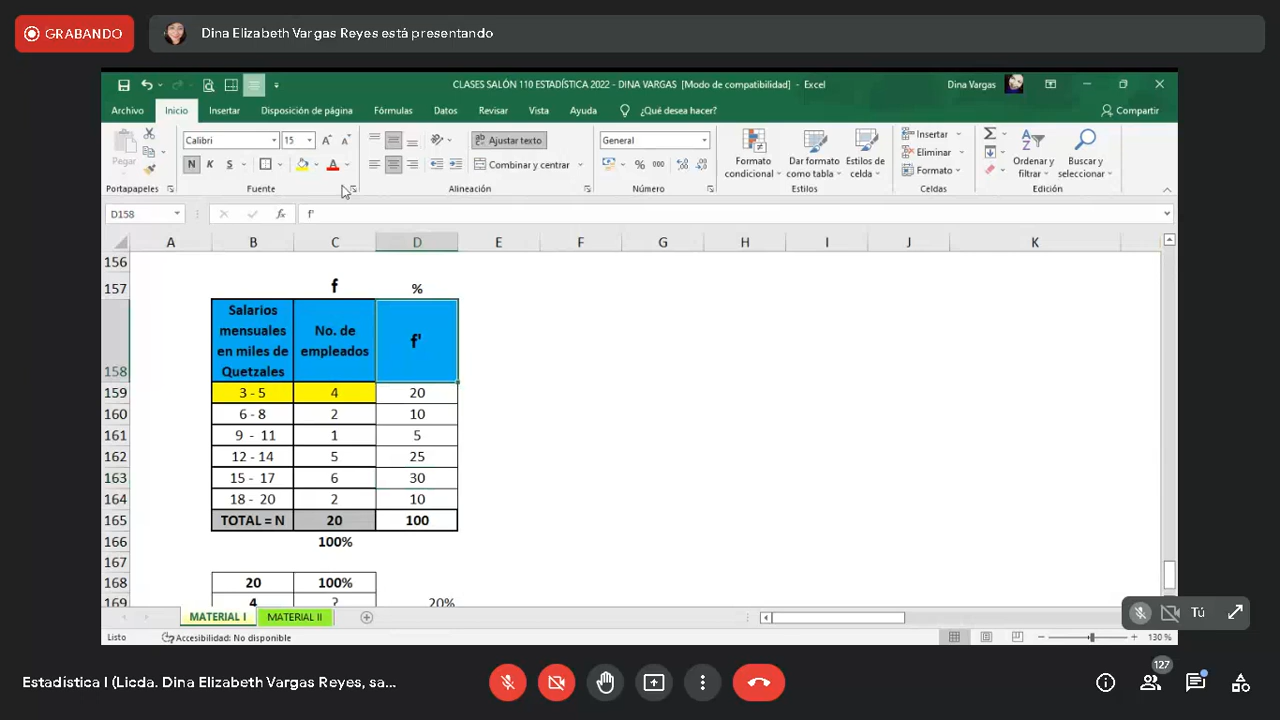 GRABANDO
Dina Elizabeth Vargas Reyes está presentando
CLASES SALÓN 110 ESTADÍSTICA 2022 - DINA VARGAS [Modo de compatibilidad] - Excel
Dina Vargas
Archivo Inicio Insertar Disposición de página Fórmulas Datos Revisar Vista Ayuda ¿Qué desea hacer? Compartir
Pegar
Calibri 15
N K S
Ajustar texto
Combinar y centrar
General
% 000
Formato condicional
Dar formato como tabla
Estilos de celda
Insertar
Eliminar
Formato
Ordenar y filtrar
Buscar y seleccionar
Portapapeles Fuente Alineación Número Estilos Celdas Edición
D158 fx f'
A B C D E F G H I J K
156
157 f %
158 Salarios mensuales en miles de Quetzales No. de empleados f'
159 3 - 5 4 20
160 6 - 8 2 10
161 9 - 11 1 5
162 12 - 14 5 25
163 15 - 17 6 30
164 18 - 20 2 10
165 TOTAL = N 20 100
166 100%
167
168 20 100%
169 4 ? 20%
MATERIAL I MATERIAL II
Listo Accesibilidad: No disponible 130 %
Tú
Estadística I (Licda. Dina Elizabeth Vargas Reyes, sa...
127